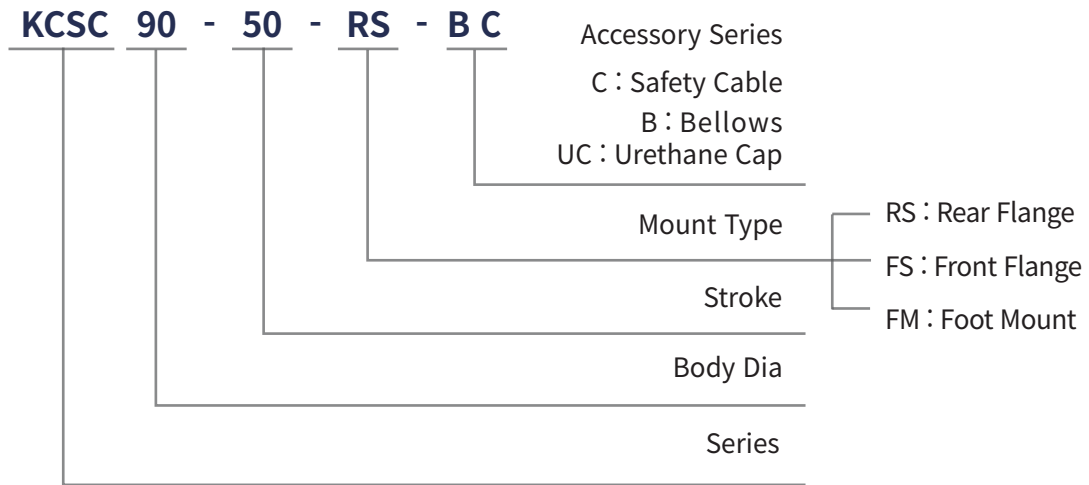 KCSC 90 - 50 - RS - B C
Accessory Series
C : Safety Cable
B : Bellows
UC : Urethane Cap
Mount Type
RS : Rear Flange
FS : Front Flange
FM : Foot Mount
Stroke
Body Dia
Series